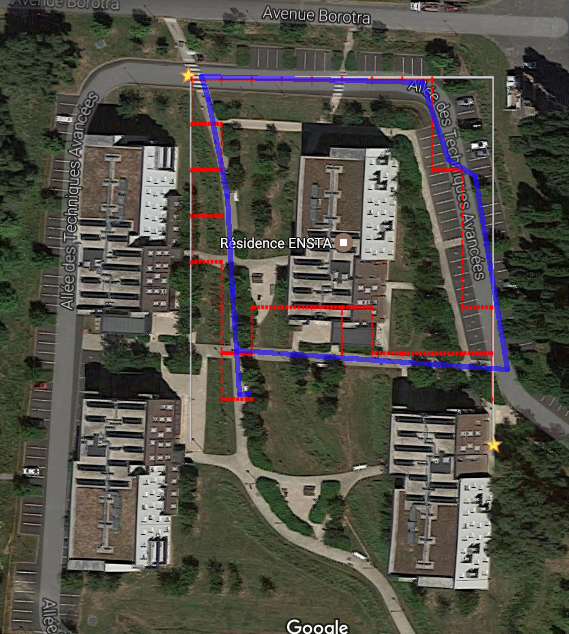 Avenue Borotra
Avenue Borotra
Allée des Techniques Avancées
Allée des Techniques Avancées
Résidence ENSTA
Allée
Google